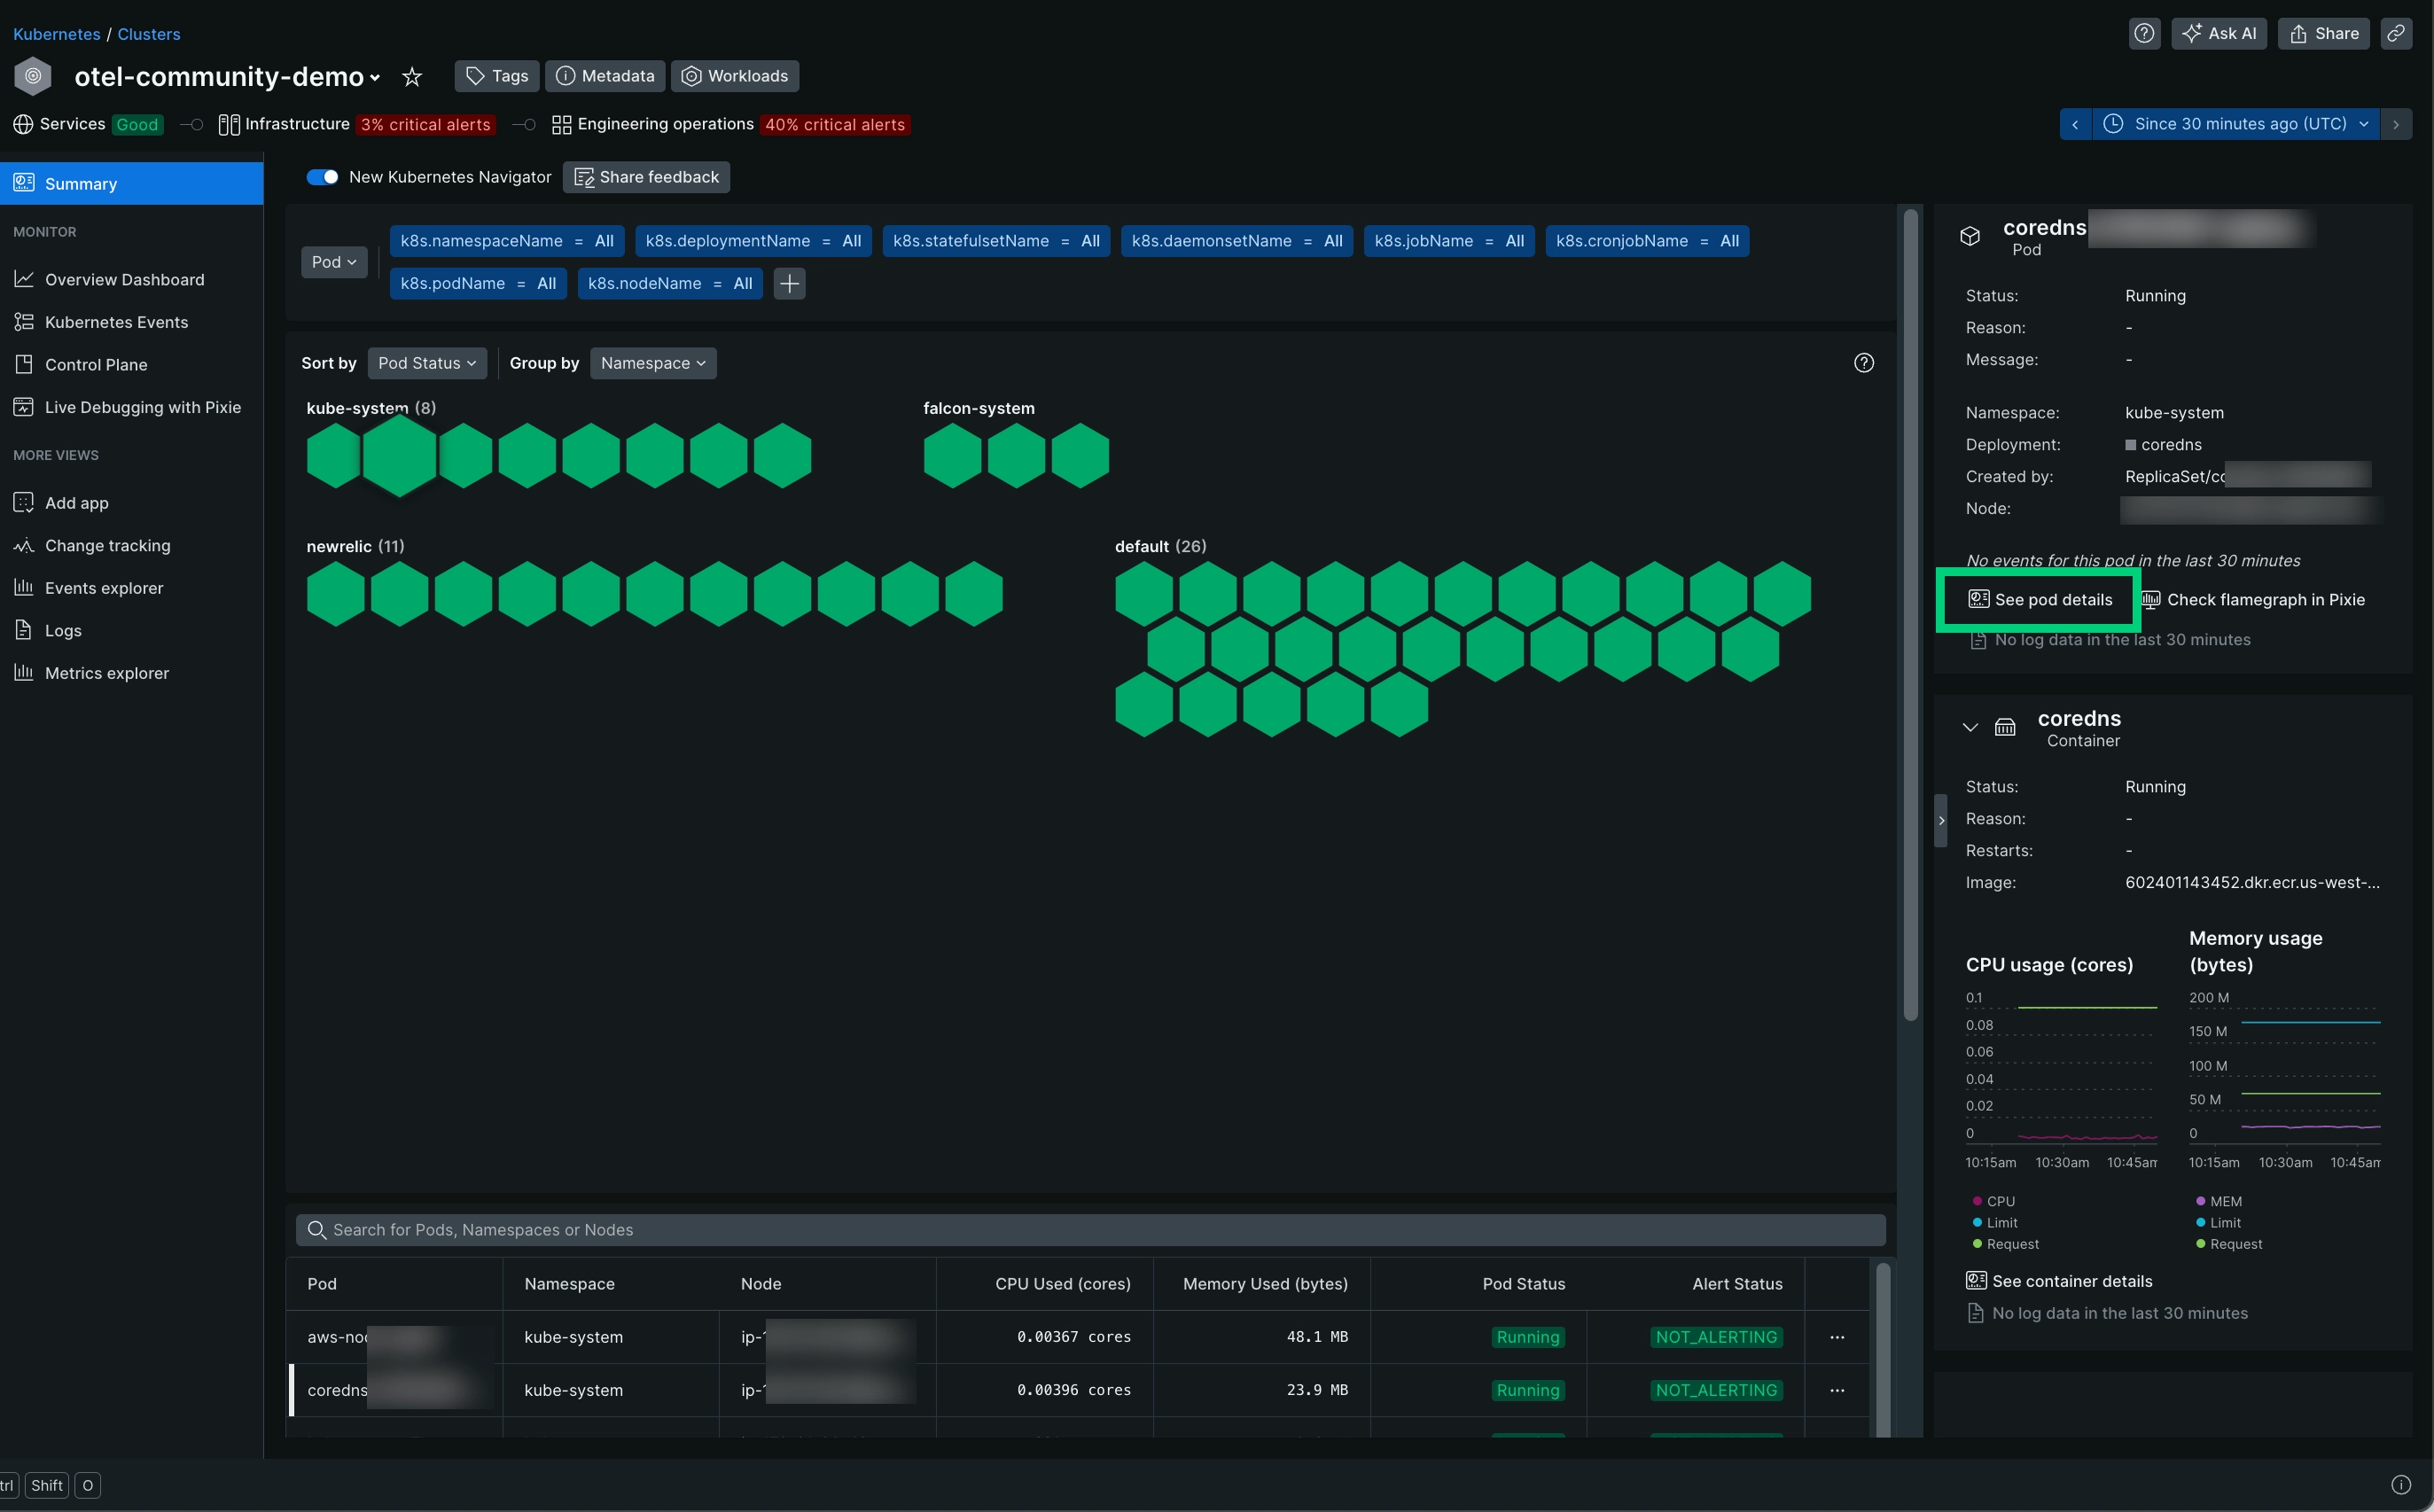 Kubernetes / Clusters
Ask AI
Share
otel-community-demo
Tags
Metadata
Workloads
Services Good
Infrastructure 3% critical alerts
Engineering operations 40% critical alerts
Since 30 minutes ago (UTC)
Summary
MONITOR
Overview Dashboard
Kubernetes Events
Control Plane
Live Debugging with Pixie
MORE VIEWS
Add app
Change tracking
Events explorer
Logs
Metrics explorer
New Kubernetes Navigator
Share feedback
Pod
k8s.namespaceName = All
k8s.deploymentName = All
k8s.statefulsetName = All
k8s.daemonsetName = All
k8s.jobName = All
k8s.cronjobName = All
k8s.podName = All
k8s.nodeName = All
Sort by Pod Status
Group by Namespace
kube-system (8)
falcon-system
newrelic (11)
default (26)
Search for Pods, Namespaces or Nodes
Pod Namespace Node CPU Used (cores) Memory Used (bytes) Pod Status Alert Status
aws-no kube-system ip- 0.00367 cores 48.1 MB Running NOT_ALERTING ...
coredns kube-system ip- 0.00396 cores 23.9 MB Running NOT_ALERTING ...
coredns
Pod
Status: Running
Reason: -
Message: -
Namespace: kube-system
Deployment: coredns
Created by: ReplicaSet/co
Node:
No events for this pod in the last 30 minutes
See pod details
Check flamegraph in Pixie
No log data in the last 30 minutes
coredns
Container
Status: Running
Reason: -
Restarts: -
Image: 602401143452.dkr.ecr.us-west-...
CPU usage (cores)
0.1
0.08
0.06
0.04
0.02
0
10:15am 10:30am 10:45am
CPU
Limit
Request
Memory usage
(bytes)
200 M
150 M
100 M
50 M
0
10:15am 10:30am 10:45am
MEM
Limit
Request
See container details
No log data in the last 30 minutes
trl Shift O